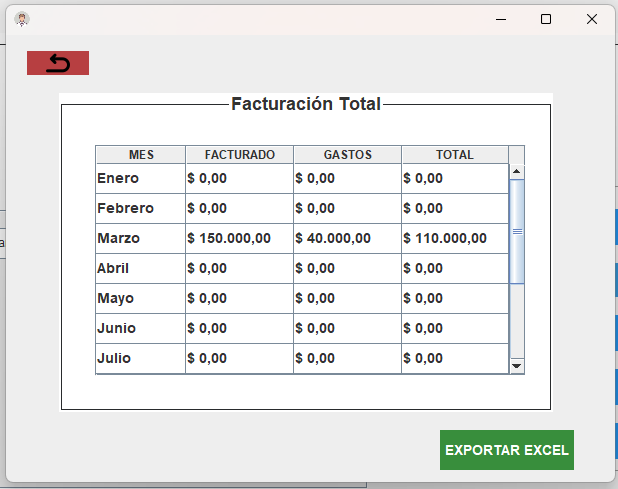 Facturación Total
MES FACTURADO GASTOS TOTAL
Enero $ 0,00 $ 0,00 $ 0,00
Febrero $ 0,00 $ 0,00 $ 0,00
Marzo $ 150.000,00 $ 40.000,00 $ 110.000,00
Abril $ 0,00 $ 0,00 $ 0,00
Mayo $ 0,00 $ 0,00 $ 0,00
Junio $ 0,00 $ 0,00 $ 0,00
Julio $ 0,00 $ 0,00 $ 0,00
EXPORTAR EXCEL